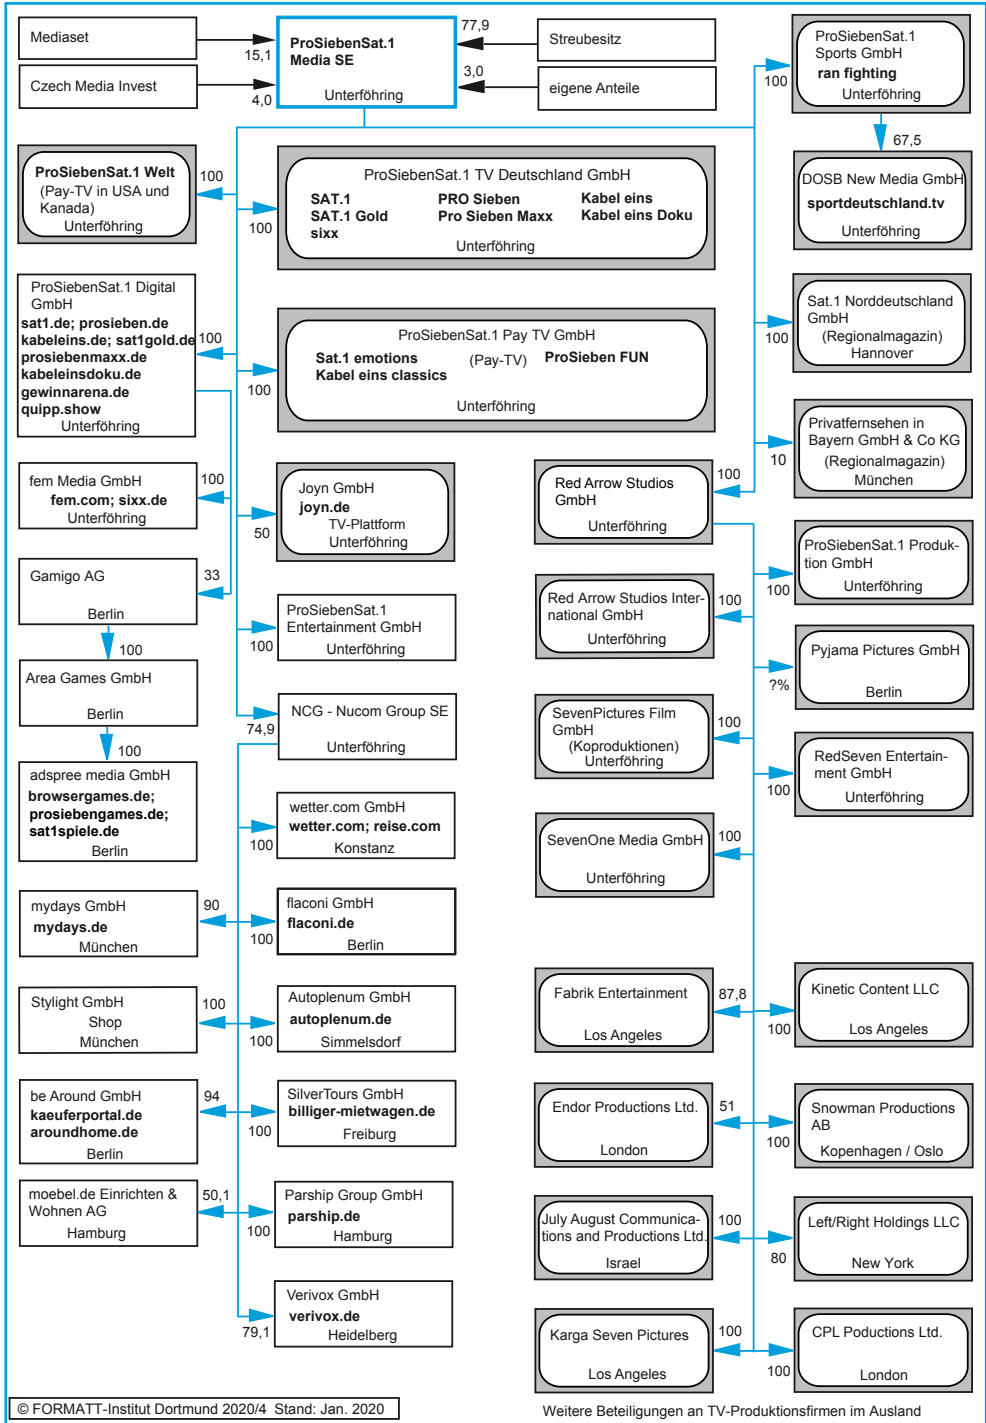 Mediaset
15,1
Czech Media Invest
4,0
ProSiebenSat.1
Media SE
Unterföhring
77,9
Streubesitz
3,0
eigene Anteile
ProSiebenSat.1
Sports GmbH
ran fighting
Unterföhring
100
67,5
DOSB New Media GmbH
sportdeutschland.tv
Unterföhring
ProSiebenSat.1 Welt
(Pay-TV in USA und
Kanada)
Unterföhring
100
ProSiebenSat.1 TV Deutschland GmbH
SAT.1 PRO Sieben Kabel eins
SAT.1 Gold Pro Sieben Maxx Kabel eins Doku
sixx
Unterföhring
100
ProSiebenSat.1 Digital
GmbH
sat1.de; prosieben.de
kabeleins.de; sat1gold.de
prosiebenmaxx.de
kabeleinsdoku.de
gewinnarena.de
quipp.show
Unterföhring
100
ProSiebenSat.1 Pay TV GmbH
Sat.1 emotions (Pay-TV) ProSieben FUN
Kabel eins classics
Unterföhring
100
Sat.1 Norddeutschland
GmbH
(Regionalmagazin)
Hannover
100
Privatfernsehen in
Bayern GmbH & Co KG
(Regionalmagazin)
München
10
fem Media GmbH
fem.com; sixx.de
Unterföhring
100
Joyn GmbH
joyn.de
TV-Plattform
Unterföhring
50
Red Arrow Studios
GmbH
Unterföhring
100
Gamigo AG
Berlin
33
100
ProSiebenSat.1
Entertainment GmbH
Unterföhring
100
Red Arrow Studios Inter-
national GmbH
Unterföhring
100
ProSiebenSat.1 Produk-
tion GmbH
Unterföhring
100
Area Games GmbH
Berlin
100
NCG - Nucom Group SE
Unterföhring
74,9
SevenPictures Film
GmbH
(Koproduktionen)
Unterföhring
100
Pyjama Pictures GmbH
Berlin
?%
adspree media GmbH
browsergames.de;
prosiebengames.de;
sat1spiele.de
Berlin
wetter.com GmbH
wetter.com; reise.com
Konstanz
100
SevenOne Media GmbH
Unterföhring
100
RedSeven Entertain-
ment GmbH
Unterföhring
100
mydays GmbH
mydays.de
München
90
flaconi GmbH
flaconi.de
Berlin
100
Stylight GmbH
Shop
München
100
Autoplenum GmbH
autoplenum.de
Simmelsdorf
100
Fabrik Entertainment
Los Angeles
87,8
Kinetic Content LLC
Los Angeles
100
be Around GmbH
kaeuferportal.de
aroundhome.de
Berlin
94
SilverTours GmbH
billiger-mietwagen.de
Freiburg
100
Endor Productions Ltd.
London
51
Snowman Productions
AB
Kopenhagen / Oslo
100
moebel.de Einrichten &
Wohnen AG
Hamburg
50,1
Parship Group GmbH
parship.de
Hamburg
100
July August Communica-
tions and Productions Ltd.
Israel
100
Left/Right Holdings LLC
New York
80
Verivox GmbH
verivox.de
Heidelberg
79,1
Karga Seven Pictures
Los Angeles
100
CPL Poductions Ltd.
London
100
© FORMATT-Institut Dortmund 2020/4 Stand: Jan. 2020
Weitere Beteiligungen an TV-Produktionsfirmen im Ausland